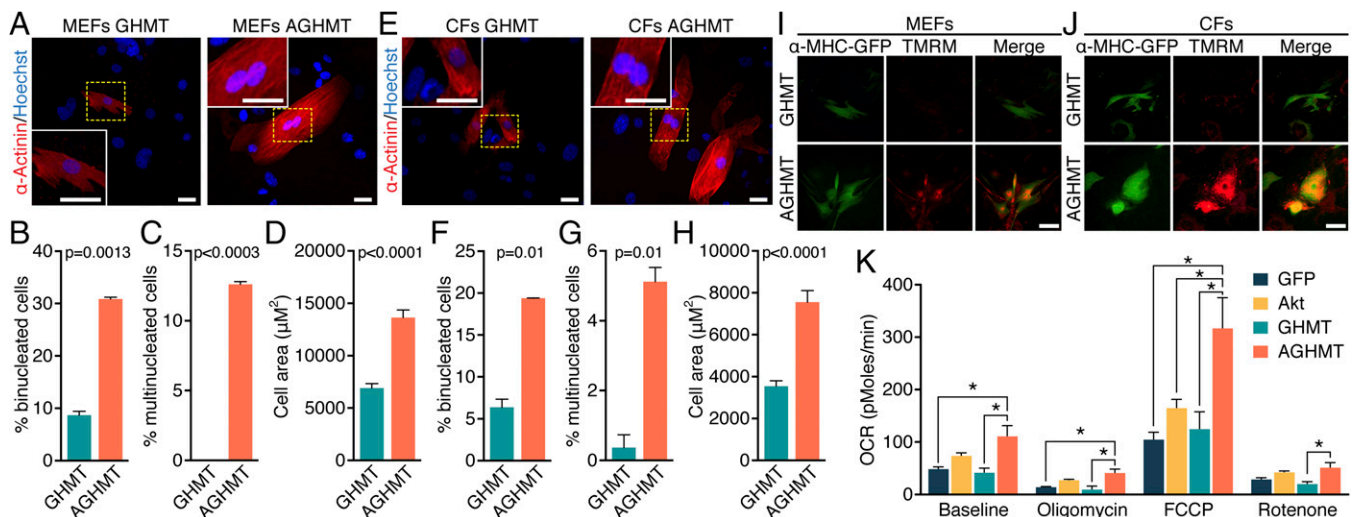 A
MEFs GHMT
MEFs AGHMT
α-Actinin/Hoechst
E
CFs GHMT
CFs AGHMT
α-Actinin/Hoechst
I
MEFs
α-MHC-GFP TMRM Merge
GHMT
AGHMT
J
CFs
α-MHC-GFP TMRM Merge
GHMT
AGHMT
B
p=0.0013
% binucleated cells
40
30
20
10
0
GHMT
AGHMT
C
p<0.0003
% multinucleated cells
15
12
9
6
3
0
GHMT
AGHMT
D
p<0.0001
Cell area (μM²)
20000
15000
10000
5000
0
GHMT
AGHMT
F
p=0.01
% binucleated cells
25
20
15
10
5
0
GHMT
AGHMT
G
p=0.01
% multinucleated cells
6
4
2
0
GHMT
AGHMT
H
p<0.0001
Cell area (μM²)
10000
8000
6000
4000
2000
0
GHMT
AGHMT
K
OCR (pMoles/min)
400
300
200
100
0
* * * * * * * *
GFP
Akt
GHMT
AGHMT
Baseline Oligomycin FCCP Rotenone